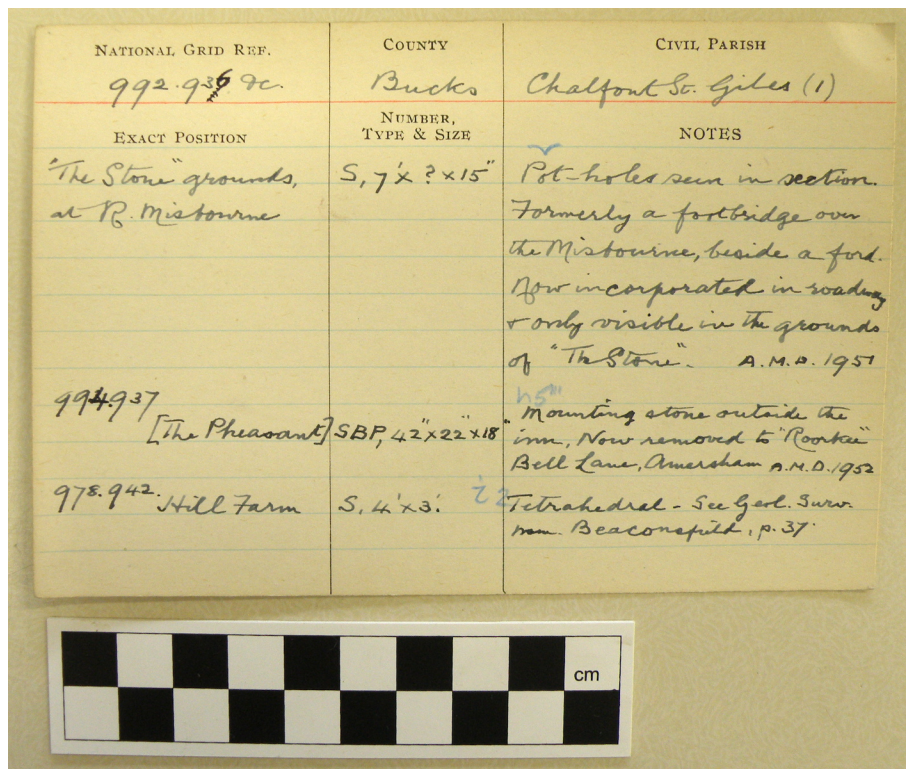 NATIONAL GRID REF. COUNTY CIVIL PARISH
992.936 Bucks Chalfont St. Giles (1)
EXACT POSITION NUMBER, TYPE & SIZE NOTES
"The Stone" grounds, S, 7' x ? x 15" Pot-holes seen in section.
at R. Misbourne Formerly a footbridge over
the Misbourne, beside a ford.
Now incorporated in roadway
& only visible in the grounds
of "The Stone". A.M.D. 1951
994.937
[The Pheasant] SBP, 42" x 22" x 18" Mounting stone outside the
inn, Now removed to "Roorkee"
Bell Lane, Amersham A.M.D. 1952
978.942. Hill Farm S, 4' x 3'. Tetrahedral - See Geol. Surv.
mem. Beaconsfield, p. 37.
cm